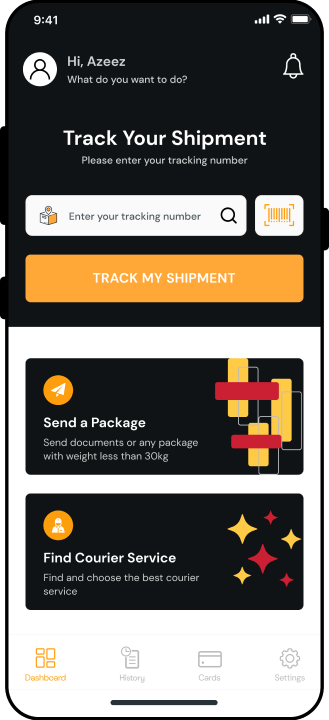 9:41
Hi, Azeez
What do you want to do?
Track Your Shipment
Please enter your tracking number
Enter your tracking number
TRACK MY SHIPMENT
Send a Package
Send documents or any package
with weight less than 30kg
Find Courier Service
Find and choose the best courier
service
Dashboard
History
Cards
Settings